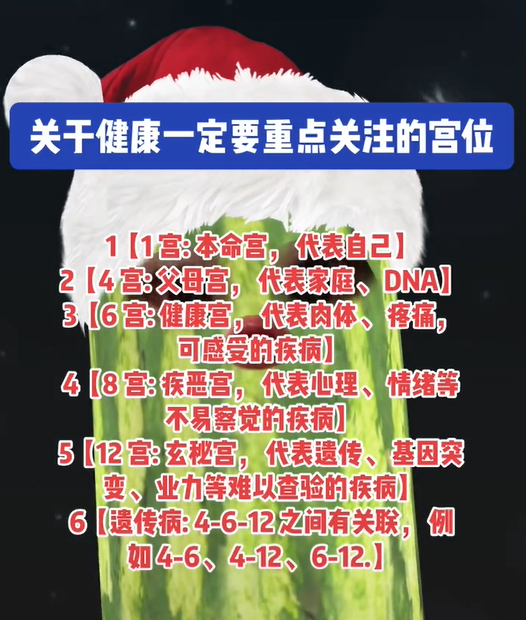 关于健康一定要重点关注的宫位
1【1宫:本命宫，代表自己】
2【4宫:父母宫，代表家庭、DNA】
3【6宫:健康宫，代表肉体、疼痛，
可感受的疾病】
4【8宫:疾恶宫，代表心理、情绪等
不易察觉的疾病】
5【12宫:玄秘宫，代表遗传、基因突
变、业力等难以查验的疾病】
6【遗传病:4-6-12之间有关联，例
如4-6、4-12、6-12.】